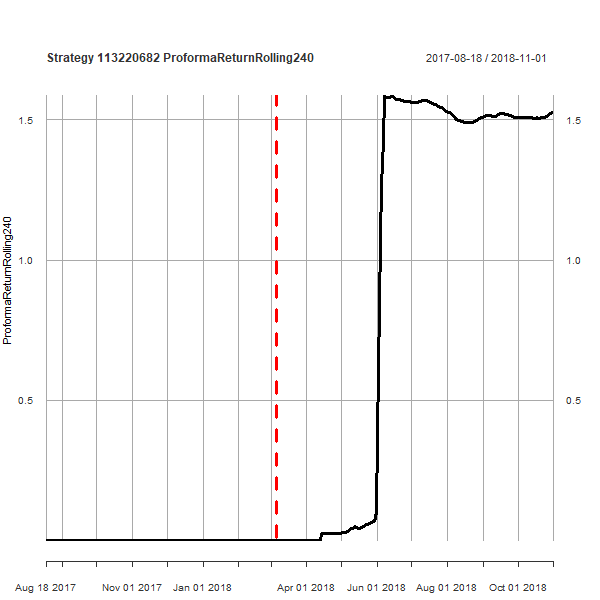 Strategy 113220682 ProformaReturnRolling240
2017-08-18 / 2018-11-01
ProformaReturnRolling240
1.5
1.5
1.0
1.0
0.5
0.5
Aug 18 2017
Nov 01 2017
Jan 01 2018
Apr 01 2018
Jun 01 2018
Aug 01 2018
Oct 01 2018